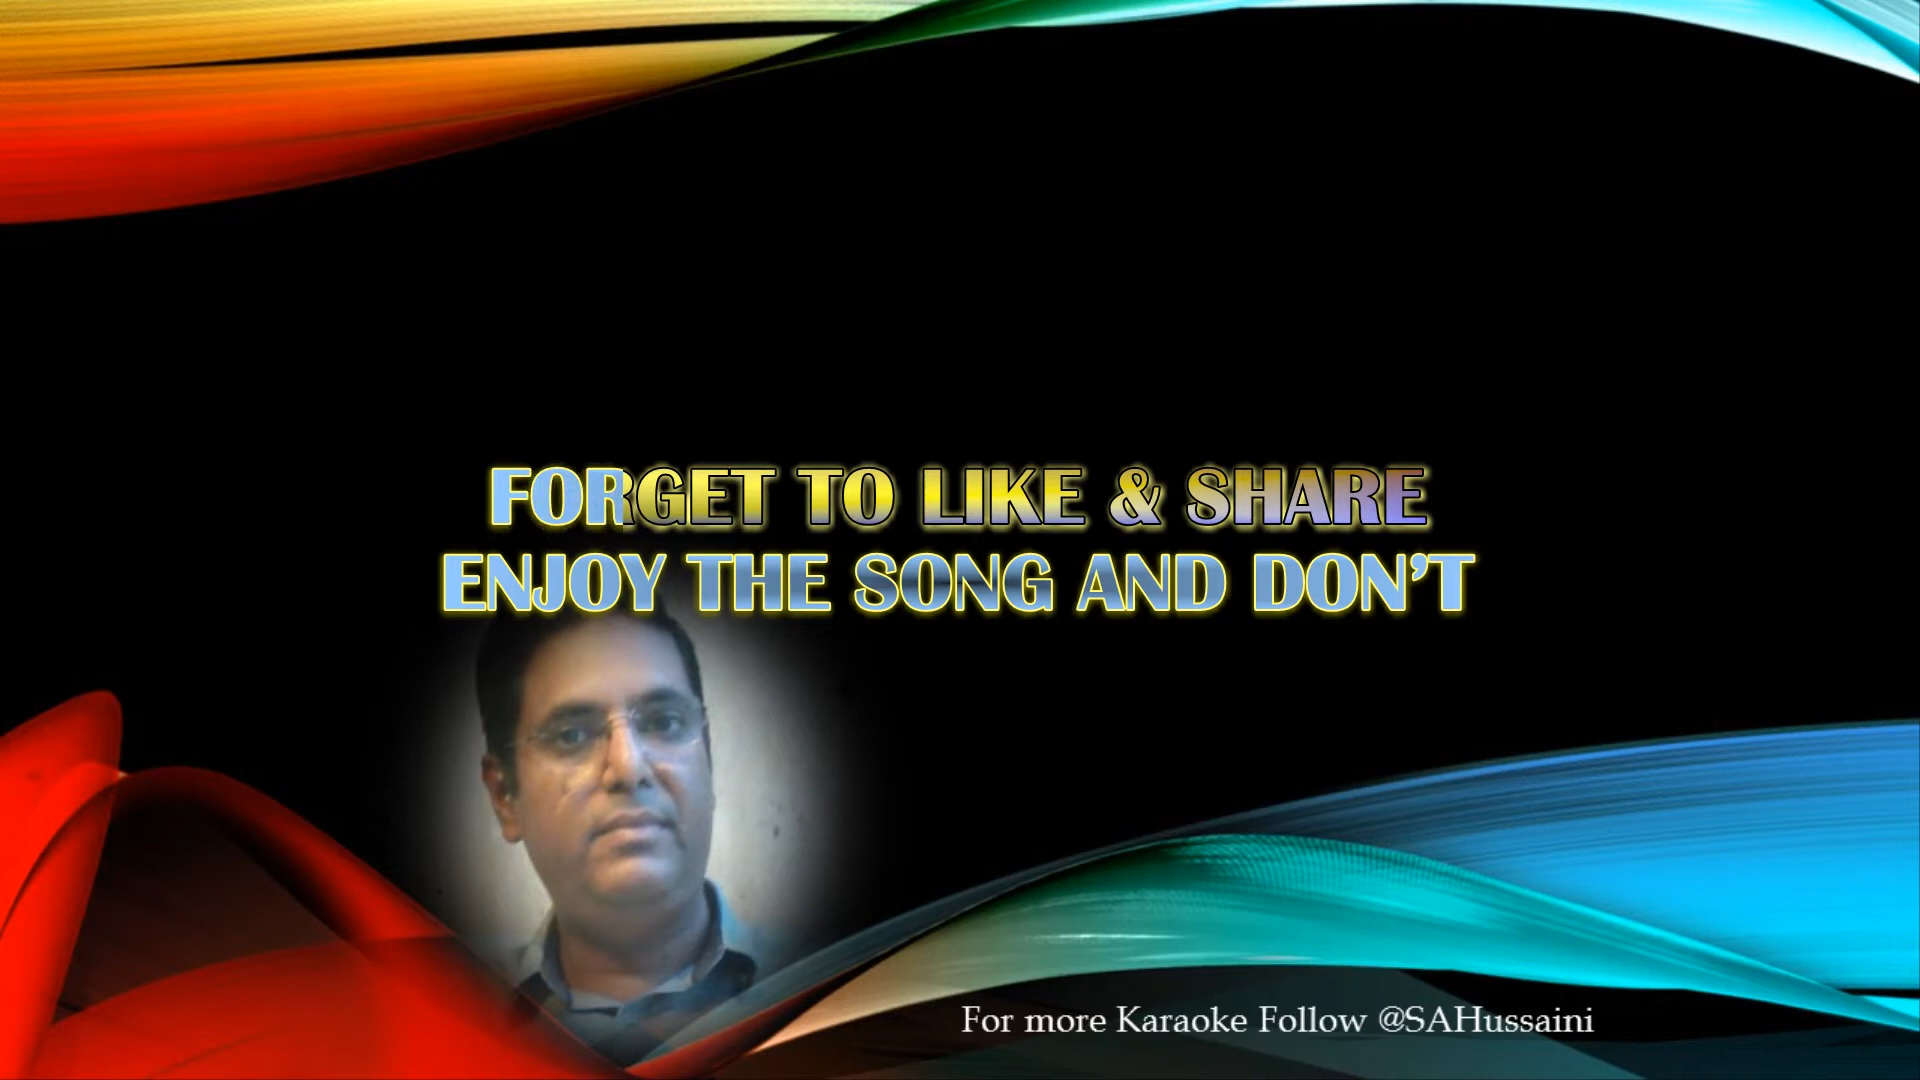 FORGET TO LIKE & SHARE
ENJOY THE SONG AND DON’T
For more Karaoke Follow @SAHussaini